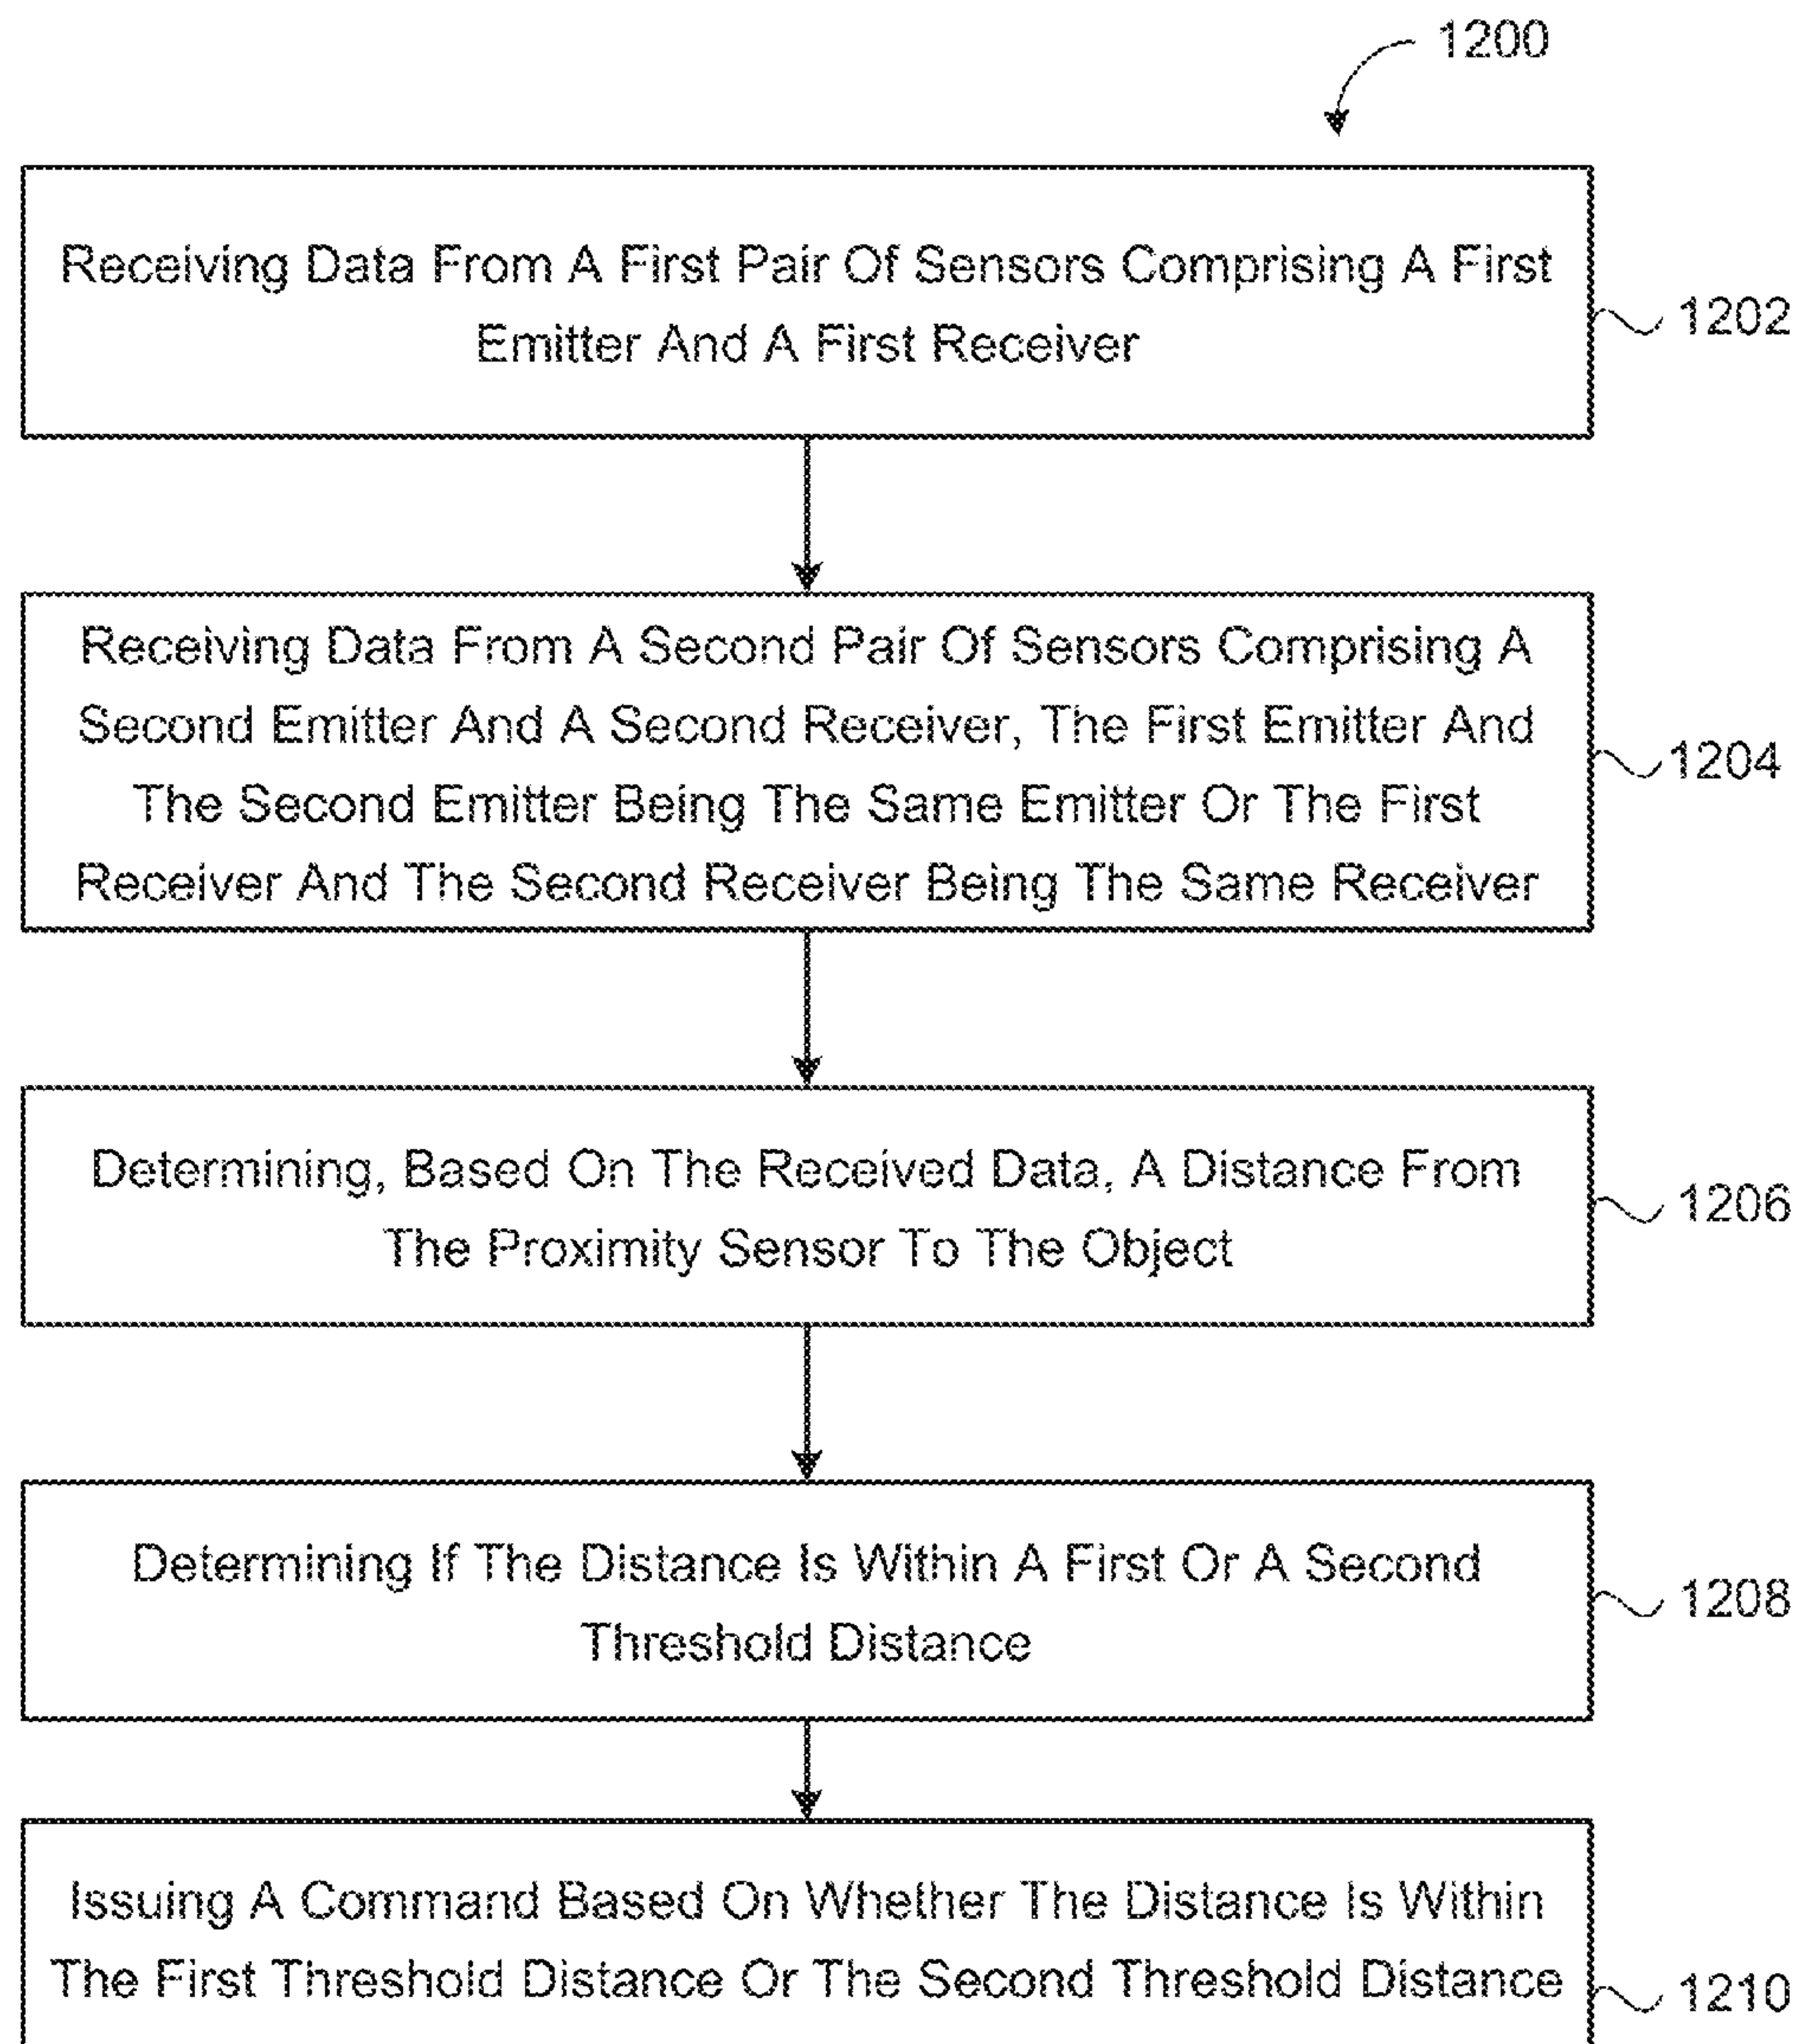 1200
Receiving Data From A First Pair Of Sensors Comprising A First
Emitter And A First Receiver
1202
Receiving Data From A Second Pair Of Sensors Comprising A
Second Emitter And A Second Receiver, The First Emitter And
The Second Emitter Being The Same Emitter Or The First
Receiver And The Second Receiver Being The Same Receiver
1204
Determining, Based On The Received Data, A Distance From
The Proximity Sensor To The Object
1206
Determining If The Distance Is Within A First Or A Second
Threshold Distance
1208
Issuing A Command Based On Whether The Distance Is Within
The First Threshold Distance Or The Second Threshold Distance
1210